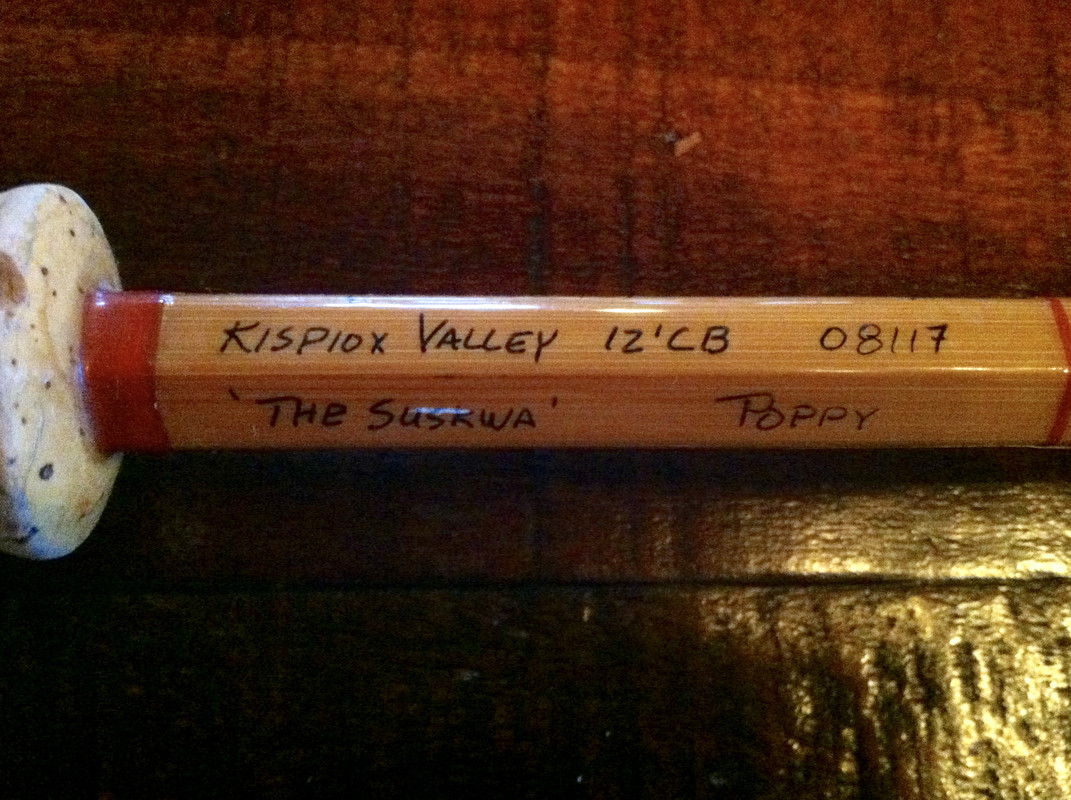 KISPIOX VALLEY 12'CB 08117
'THE SUSKWA' POPPY